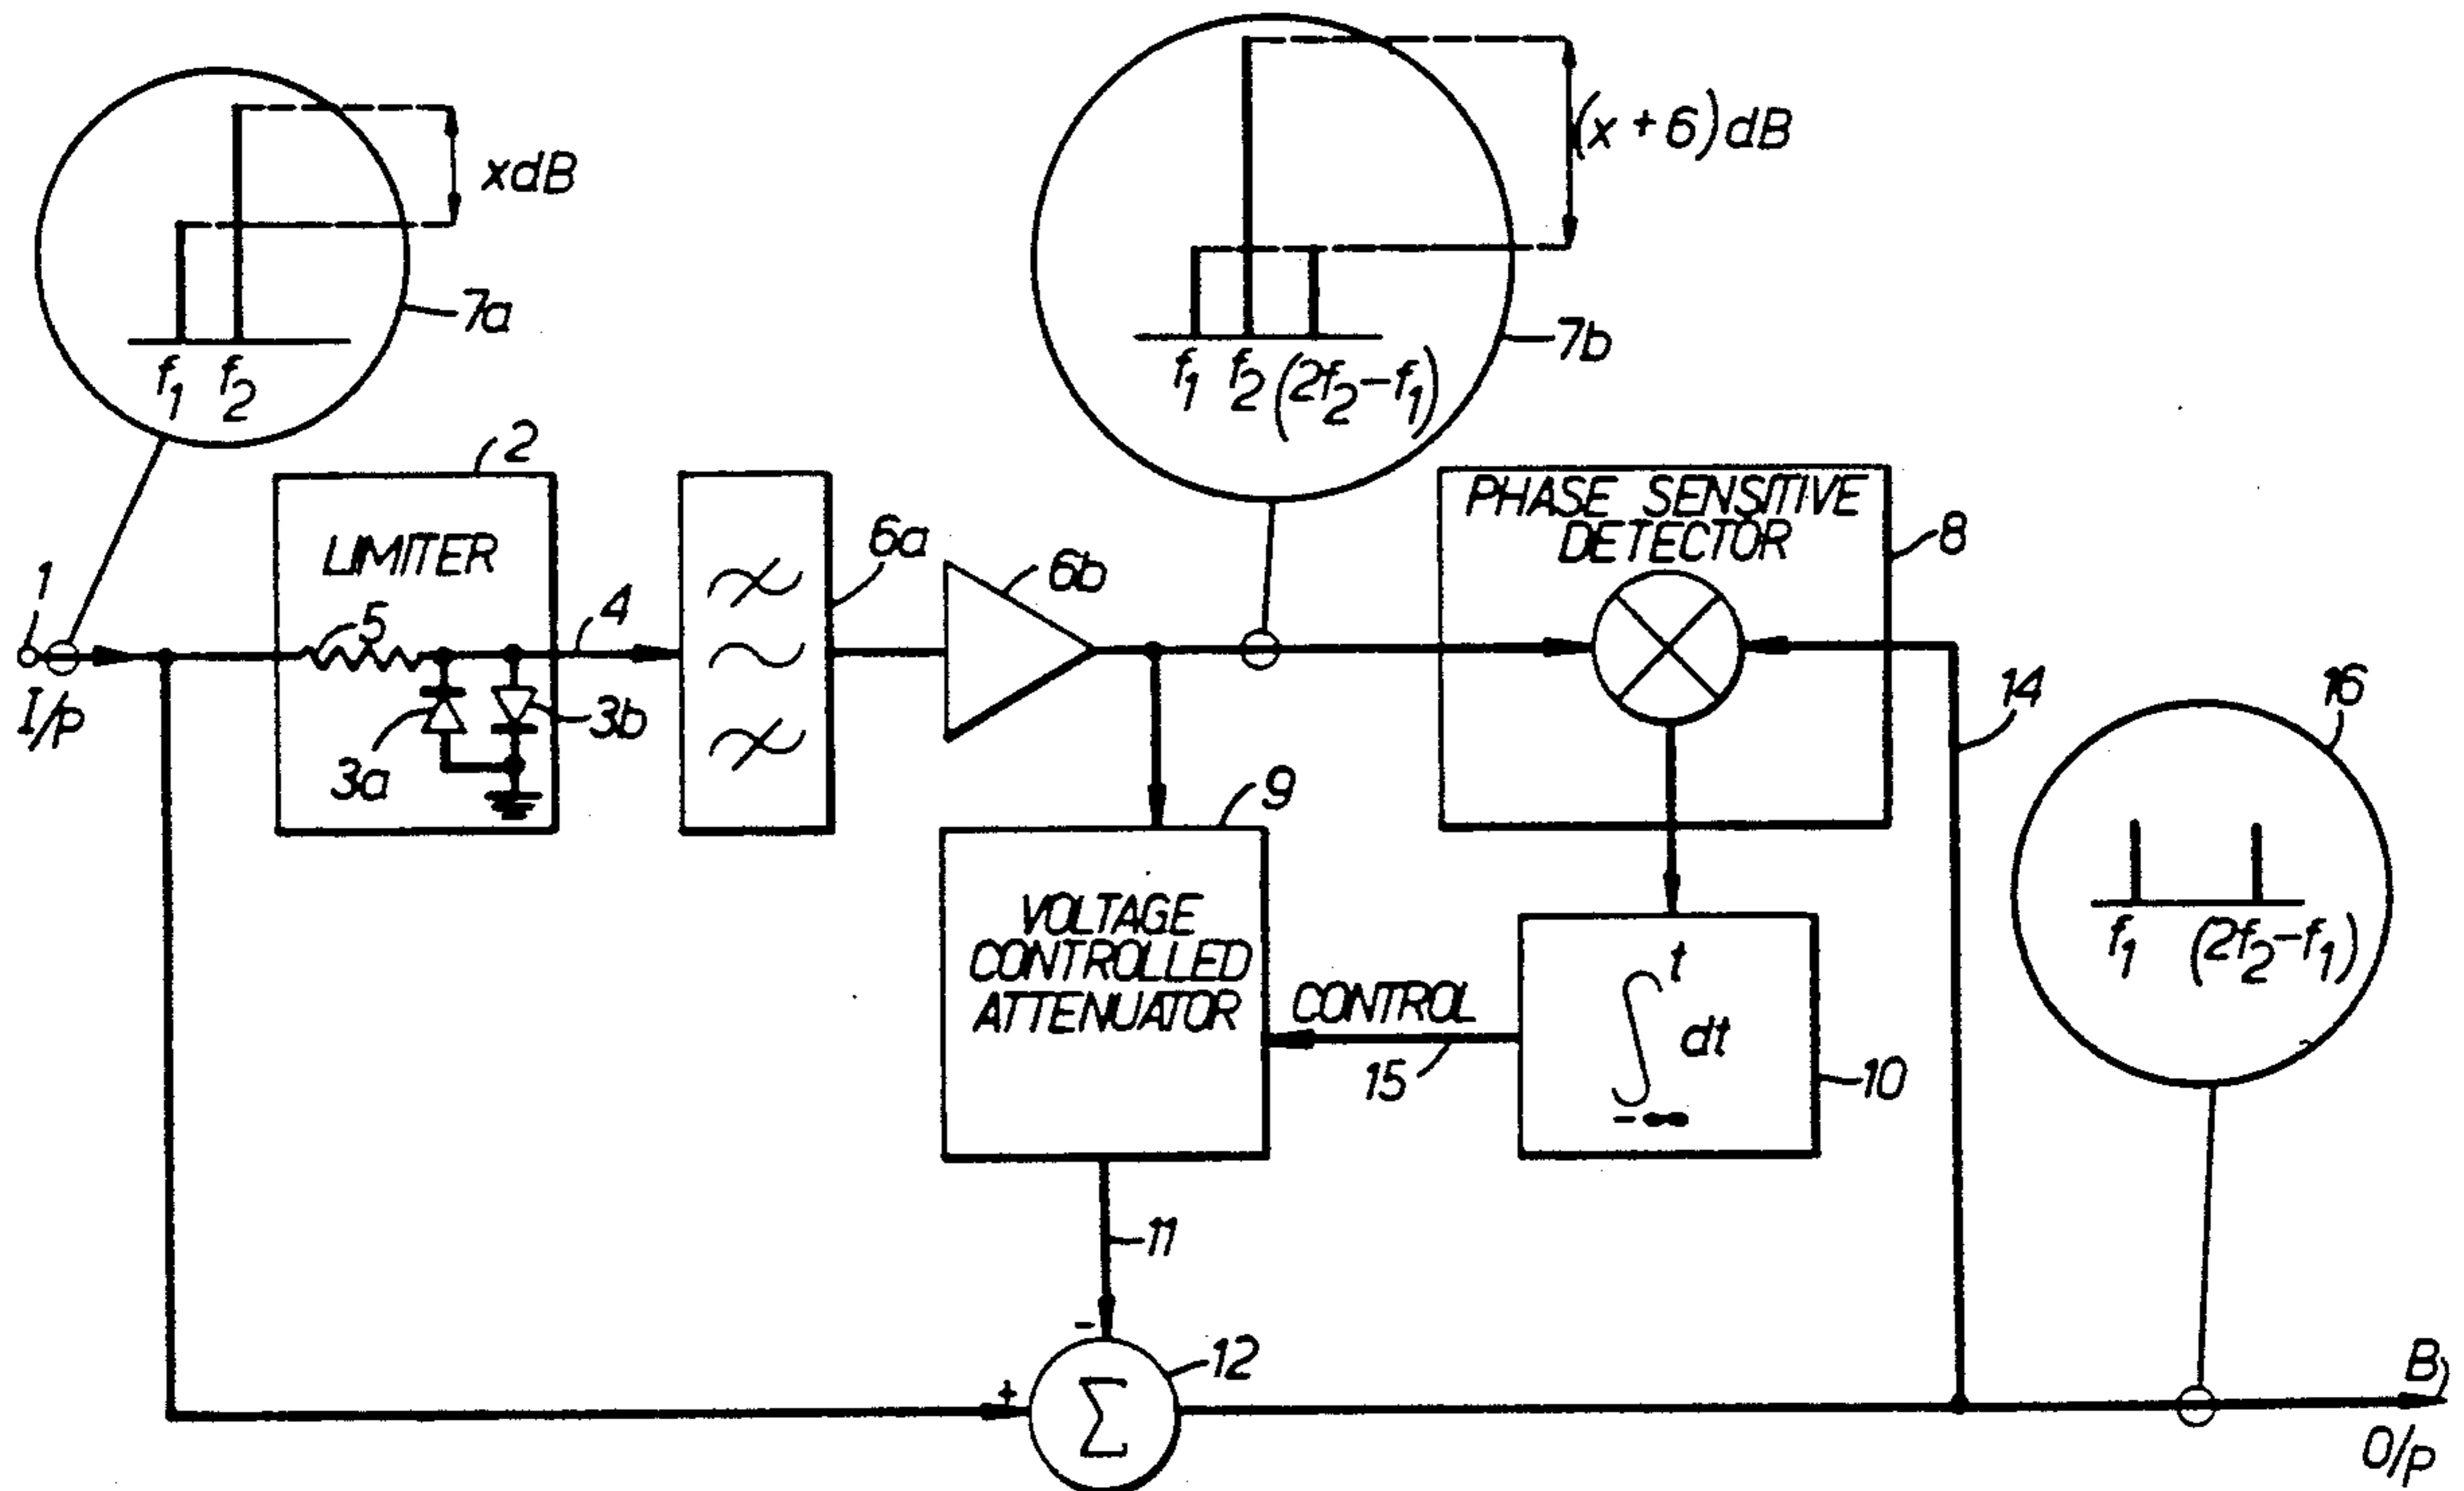 xdB
7a
f1 f2
(x+6)dB
7b
f1 f2 (2f2-f1)
1
I/p
2
LIMITER
5
3a
3b
4
6a
6b
PHASE SENSITIVE
DETECTOR
8
14
16
f1 (2f2-f1)
9
VOLTAGE
CONTROLLED
ATTENUATOR
CONTROL
15
∫ t
dt
-∞
10
11
-
+
Σ
12
B
O/p